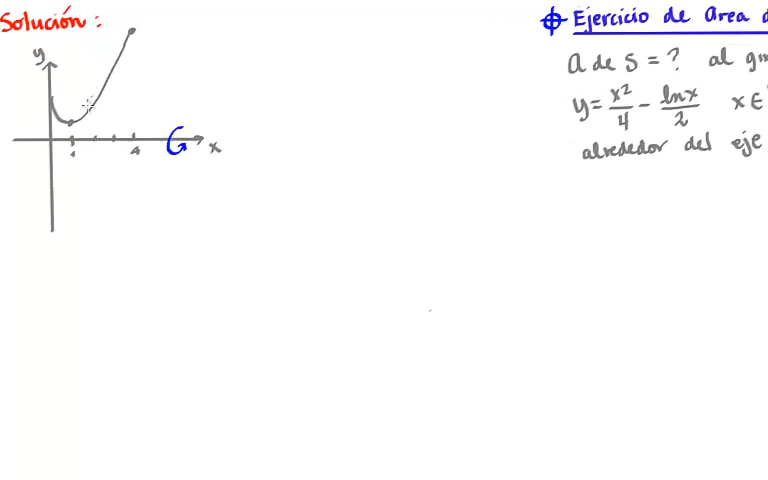 Solución:
y
1
4
x
Ejercicio de area d
a de S = ? al
y = x²/4 - lnx/2 x ∈
alrededor del eje